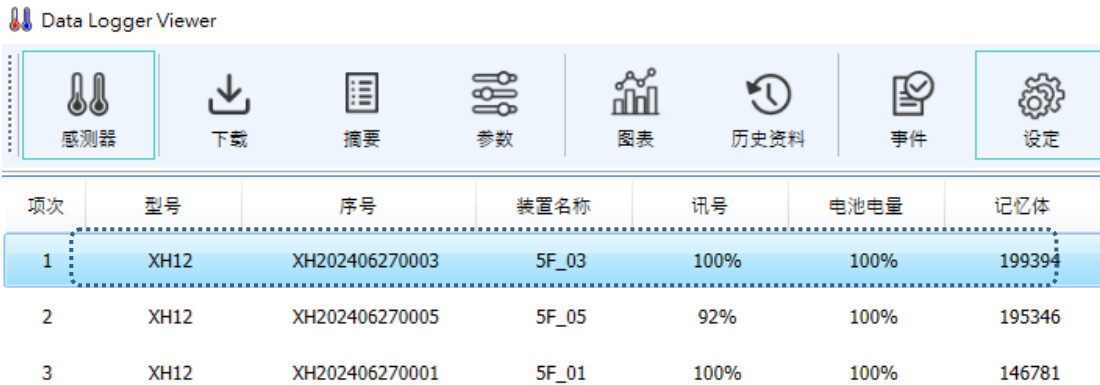 Data Logger Viewer
感测器 下载 摘要 参数 图表 历史资料 事件 设定
项次 型号 序号 装置名称 讯号 电池电量 记忆体
1 XH12 XH202406270003 5F_03 100% 100% 199394
2 XH12 XH202406270005 5F_05 92% 100% 195346
3 XH12 XH202406270001 5F_01 100% 100% 146781